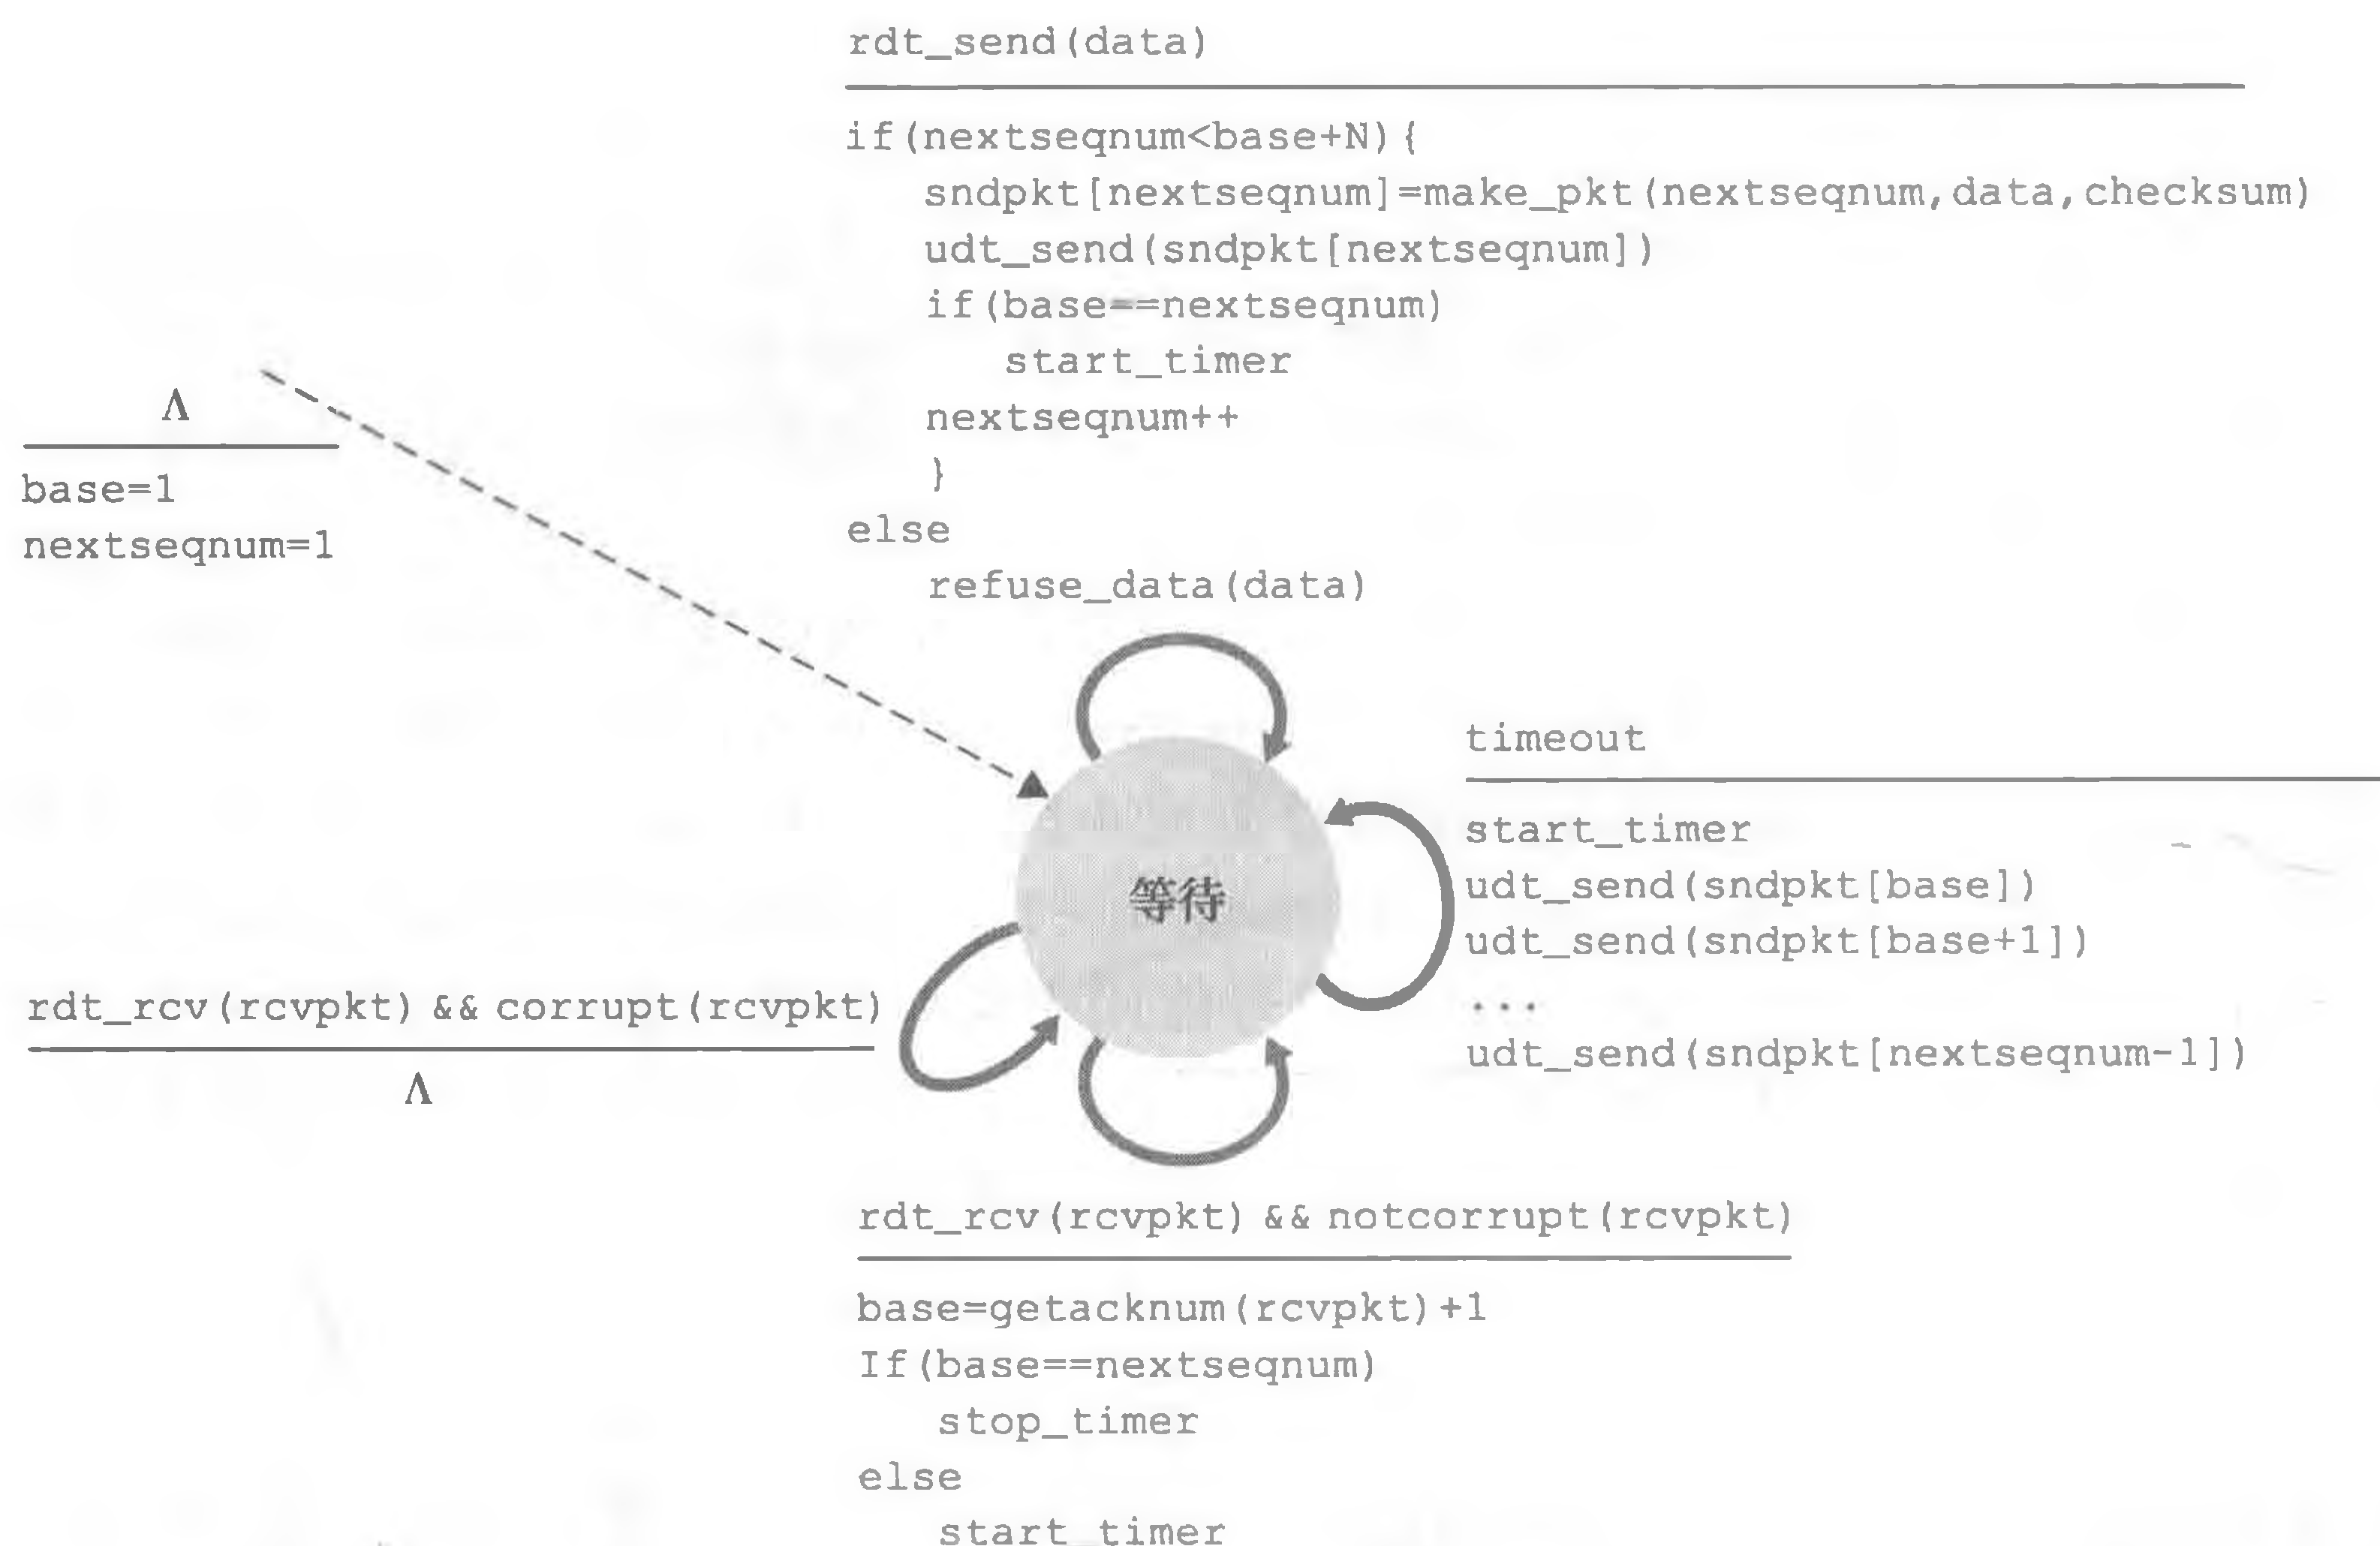 rdt_send(data)
if(nextseqnum<base+N){
sndpkt[nextseqnum]=make_pkt(nextseqnum,data,checksum)
udt_send(sndpkt[nextseqnum])
if(base==nextseqnum)
start_timer
nextseqnum++
}
else
refuse_data(data)
Λ
base=1
nextseqnum=1
timeout
start_timer
udt_send(sndpkt[base])
udt_send(sndpkt[base+1])
...
udt_send(sndpkt[nextseqnum-1])
等待
rdt_rcv(rcvpkt) && corrupt(rcvpkt)
Λ
rdt_rcv(rcvpkt) && notcorrupt(rcvpkt)
base=getacknum(rcvpkt)+1
If(base==nextseqnum)
stop_timer
else
start_timer